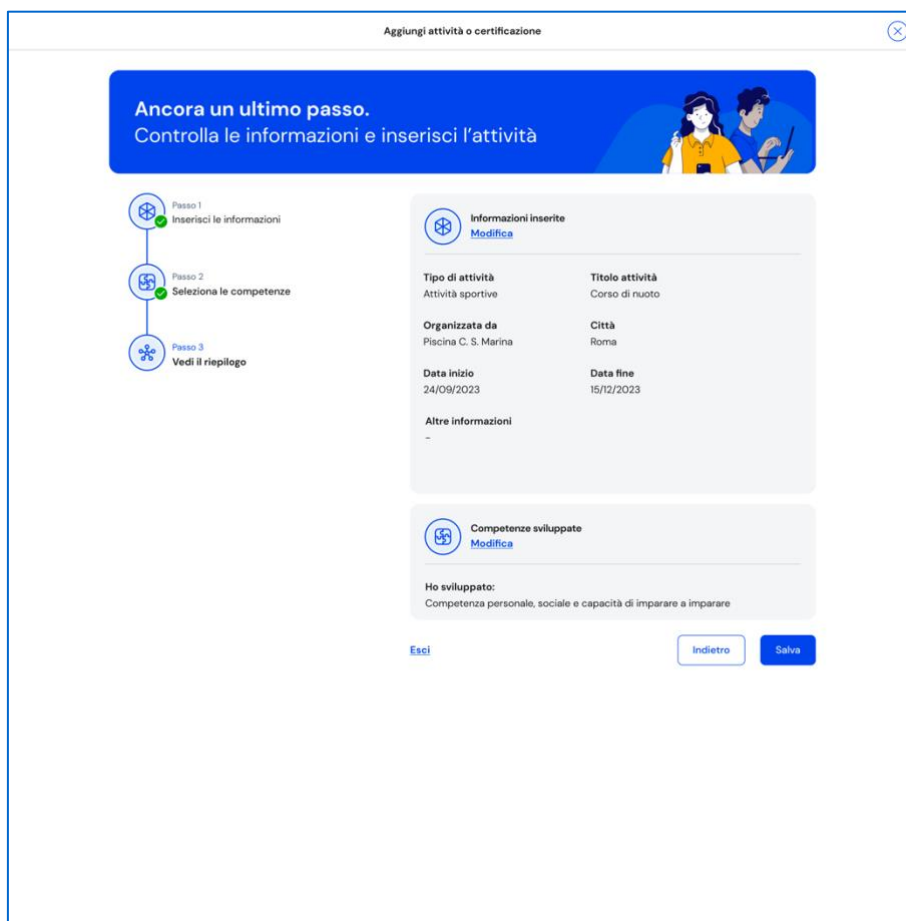 Aggiungi attività o certificazione
Ancora un ultimo passo.
Controlla le informazioni e inserisci l'attività
Passo 1
Inserisci le informazioni
Passo 2
Seleziona le competenze
Passo 3
Vedi il riepilogo
Informazioni inserite
Modifica
Tipo di attività
Attività sportive
Titolo attività
Corso di nuoto
Organizzata da
Piscina C. S. Marina
Città
Roma
Data inizio
24/09/2023
Data fine
15/12/2023
Altre informazioni
-
Competenze sviluppate
Modifica
Ho sviluppato:
Competenza personale, sociale e capacità di imparare a imparare
Esci
Indietro
Salva